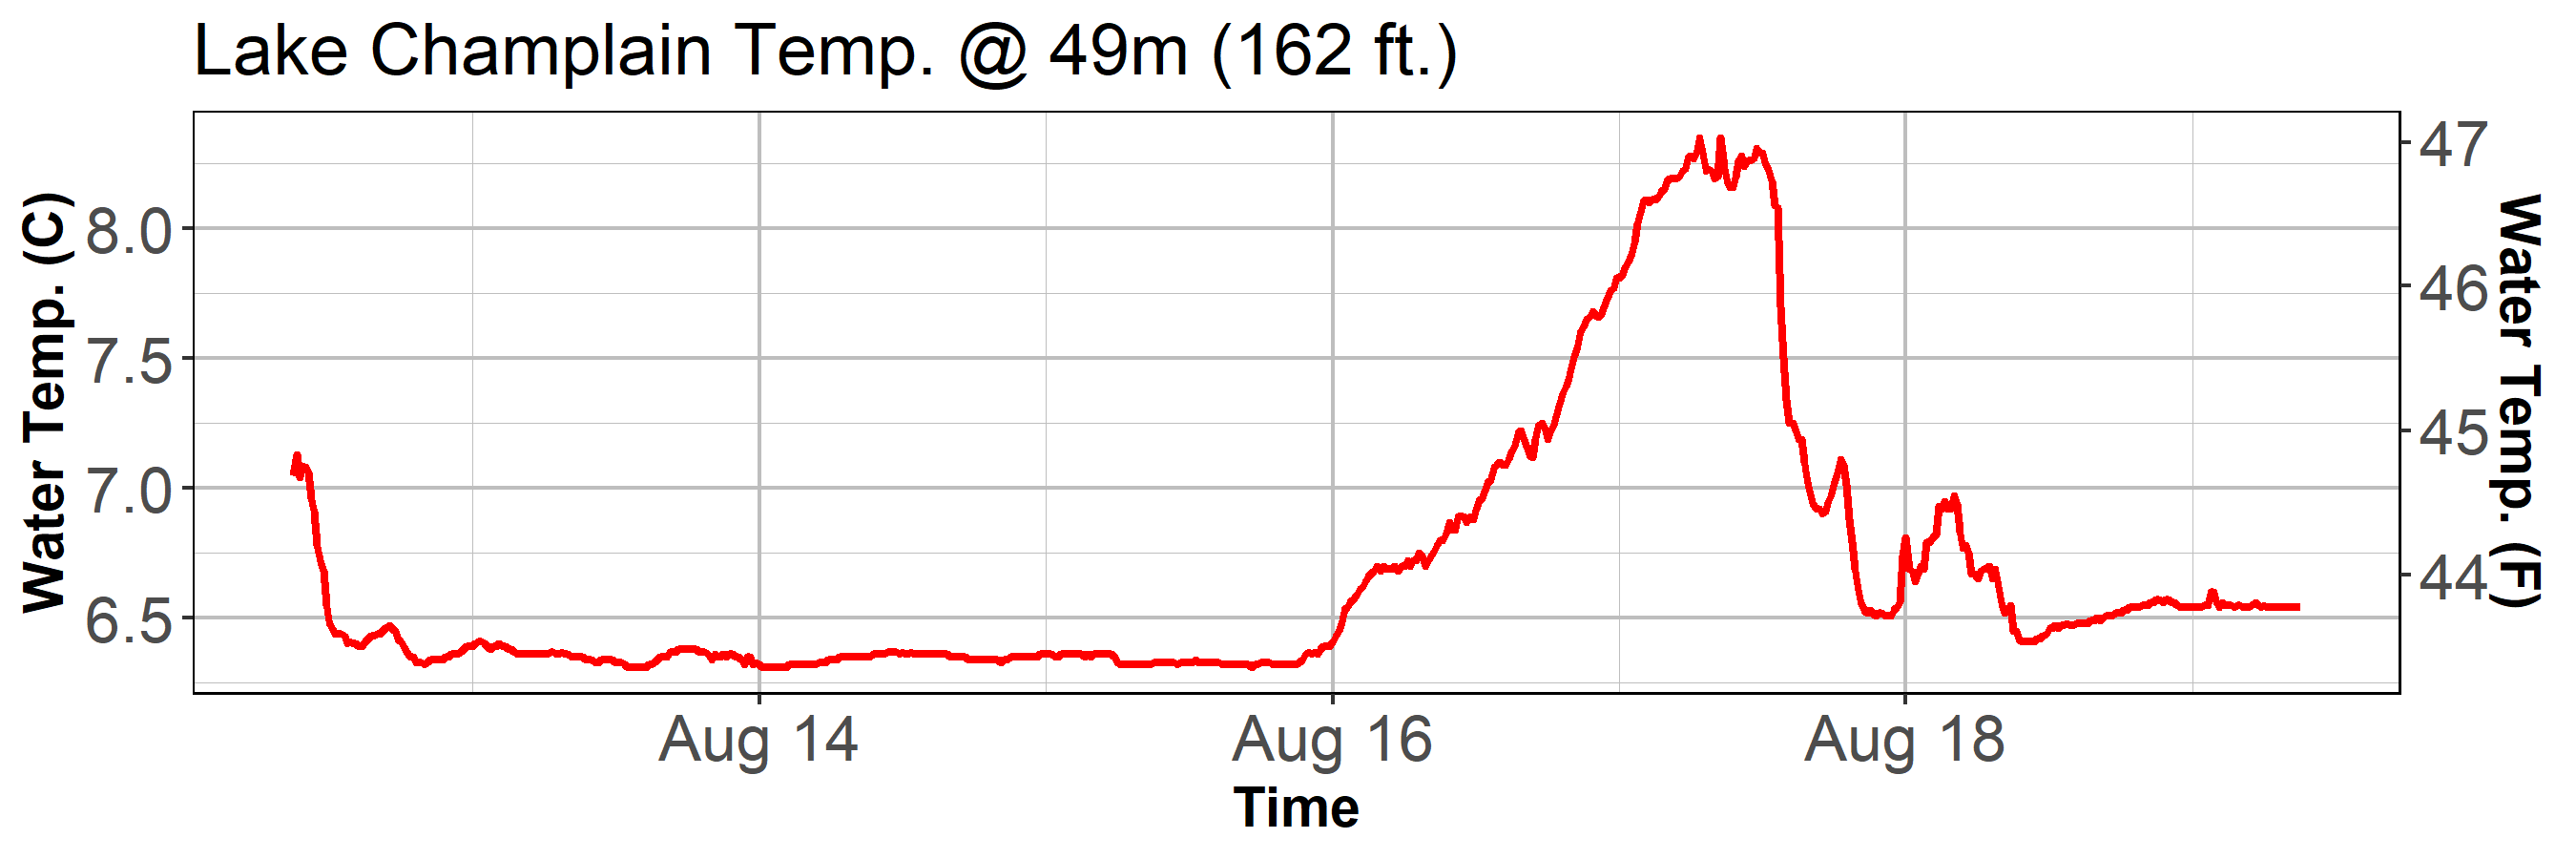 Lake Champlain Temp. @ 49m (162 ft.)
Water Temp. (C)
8.0
7.5
7.0
6.5
47
46
45
44
Water Temp. (F)
Aug 14
Aug 16
Aug 18
Time